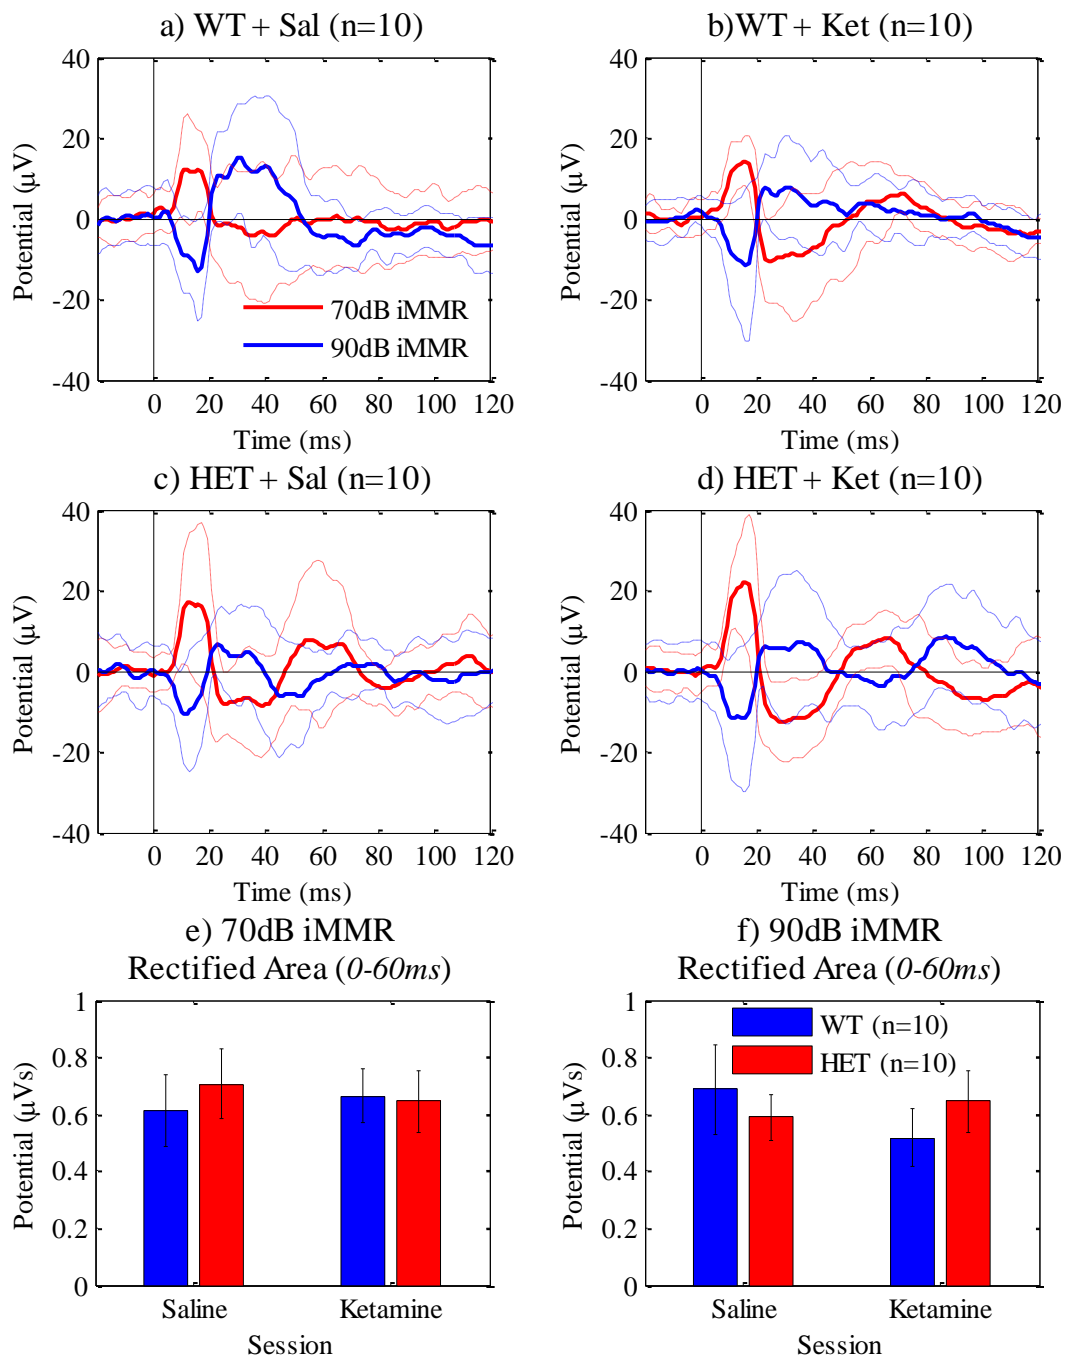 a) WT + Sal (n=10)
40
20
0
-20
-40
Potential (μV)
70dB iMMR
90dB iMMR
0 20 40 60 80 100 120
Time (ms)
b)WT + Ket (n=10)
40
20
0
-20
-40
Potential (μV)
0 20 40 60 80 100 120
Time (ms)
c) HET + Sal (n=10)
40
20
0
-20
-40
Potential (μV)
0 20 40 60 80 100 120
Time (ms)
d) HET + Ket (n=10)
40
20
0
-20
-40
Potential (μV)
0 20 40 60 80 100 120
Time (ms)
e) 70dB iMMR
Rectified Area (0-60ms)
1
0.8
0.6
0.4
0.2
0
Potential (μVs)
Saline Ketamine
Session
f) 90dB iMMR
Rectified Area (0-60ms)
1
0.8
0.6
0.4
0.2
0
Potential (μVs)
WT (n=10)
HET (n=10)
Saline Ketamine
Session